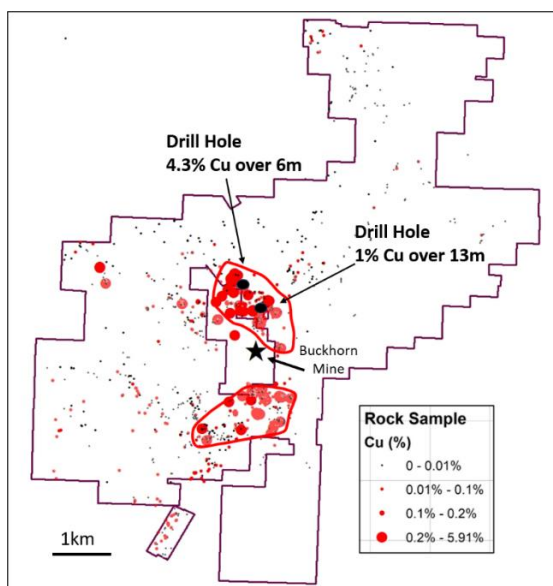 Drill Hole
4.3% Cu over 6m
Drill Hole
1% Cu over 13m
Buckhorn
Mine
Rock Sample
Cu (%)
0 - 0.01%
0.01% - 0.1%
0.1% - 0.2%
0.2% - 5.91%
1km